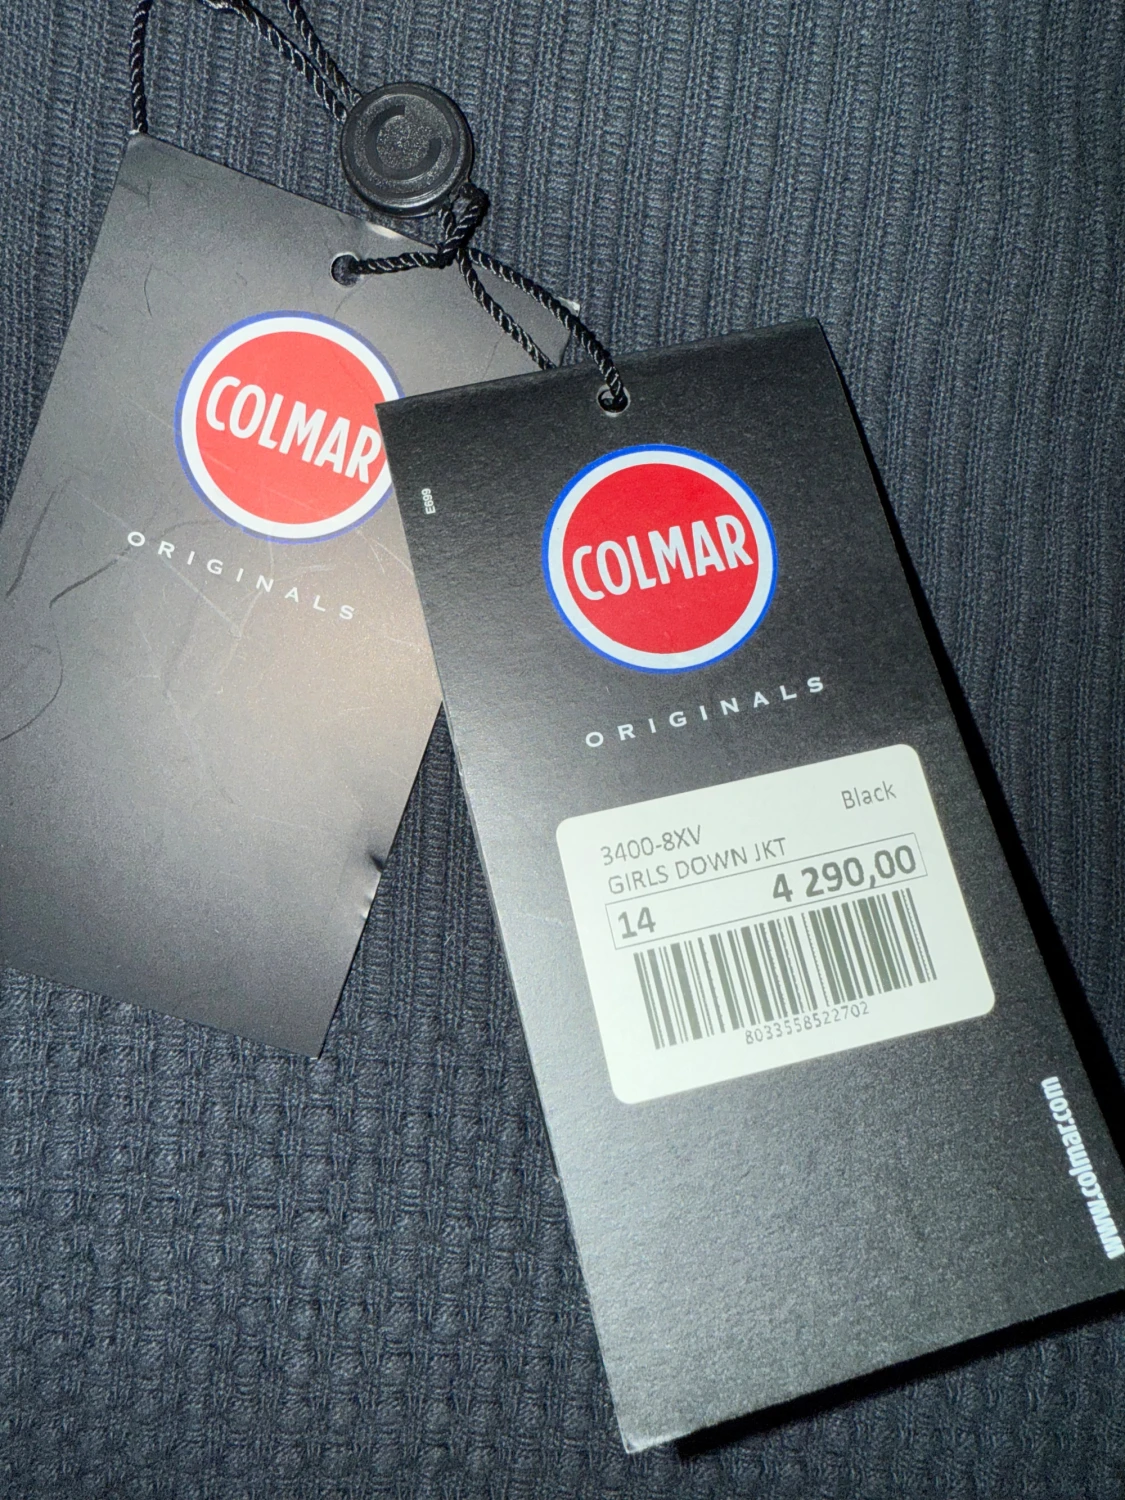 C
COLMAR
ORIGINALS
E699
COLMAR
ORIGINALS
Black
3400-8XV
GIRLS DOWN JKT
14 4 290,00
8033558522702
www.colmar.com